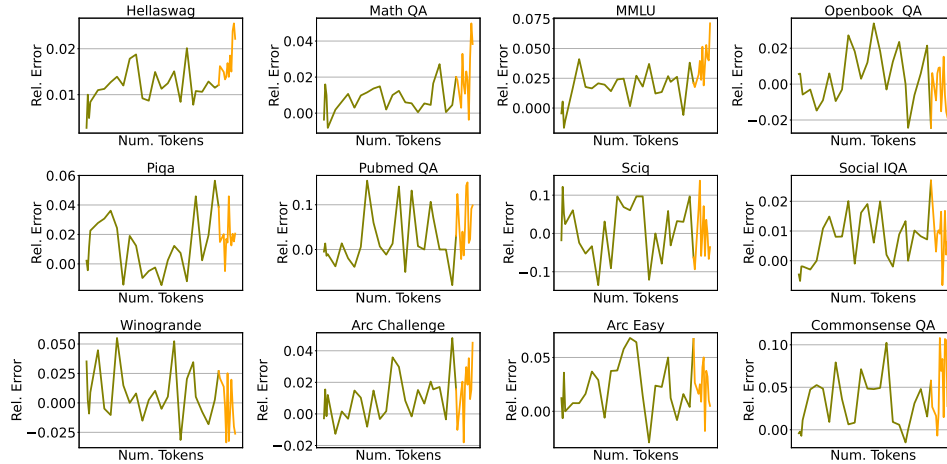 Hellaswag
Rel. Error
0.02
0.01
Num. Tokens
Math QA
Rel. Error
0.04
0.02
0.00
Num. Tokens
MMLU
Rel. Error
0.075
0.050
0.025
0.000
Num. Tokens
Openbook  QA
Rel. Error
0.02
0.00
−0.02
Num. Tokens
Piqa
Rel. Error
0.06
0.04
0.02
0.00
Num. Tokens
Pubmed QA
Rel. Error
0.1
0.0
Num. Tokens
Sciq
Rel. Error
0.1
0.0
−0.1
Num. Tokens
Social IQA
Rel. Error
0.02
0.01
0.00
Num. Tokens
Winogrande
Rel. Error
0.050
0.025
0.000
−0.025
Num. Tokens
Arc Challenge
Rel. Error
0.04
0.02
0.00
−0.02
Num. Tokens
Arc Easy
Rel. Error
0.05
0.00
Num. Tokens
Commonsense QA
Rel. Error
0.10
0.05
0.00
Num. Tokens